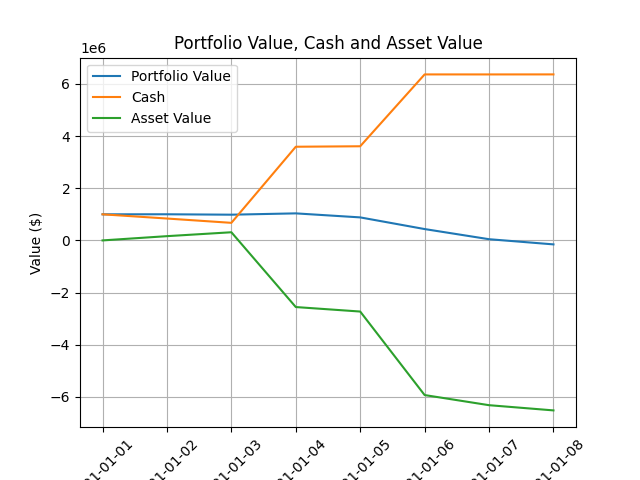 Portfolio Value, Cash and Asset Value
1e6
Portfolio Value
Cash
Asset Value
Value ($)
6
4
2
0
−2
−4
−6
01-01-01
01-01-02
01-01-03
01-01-04
01-01-05
01-01-06
01-01-07
01-01-08